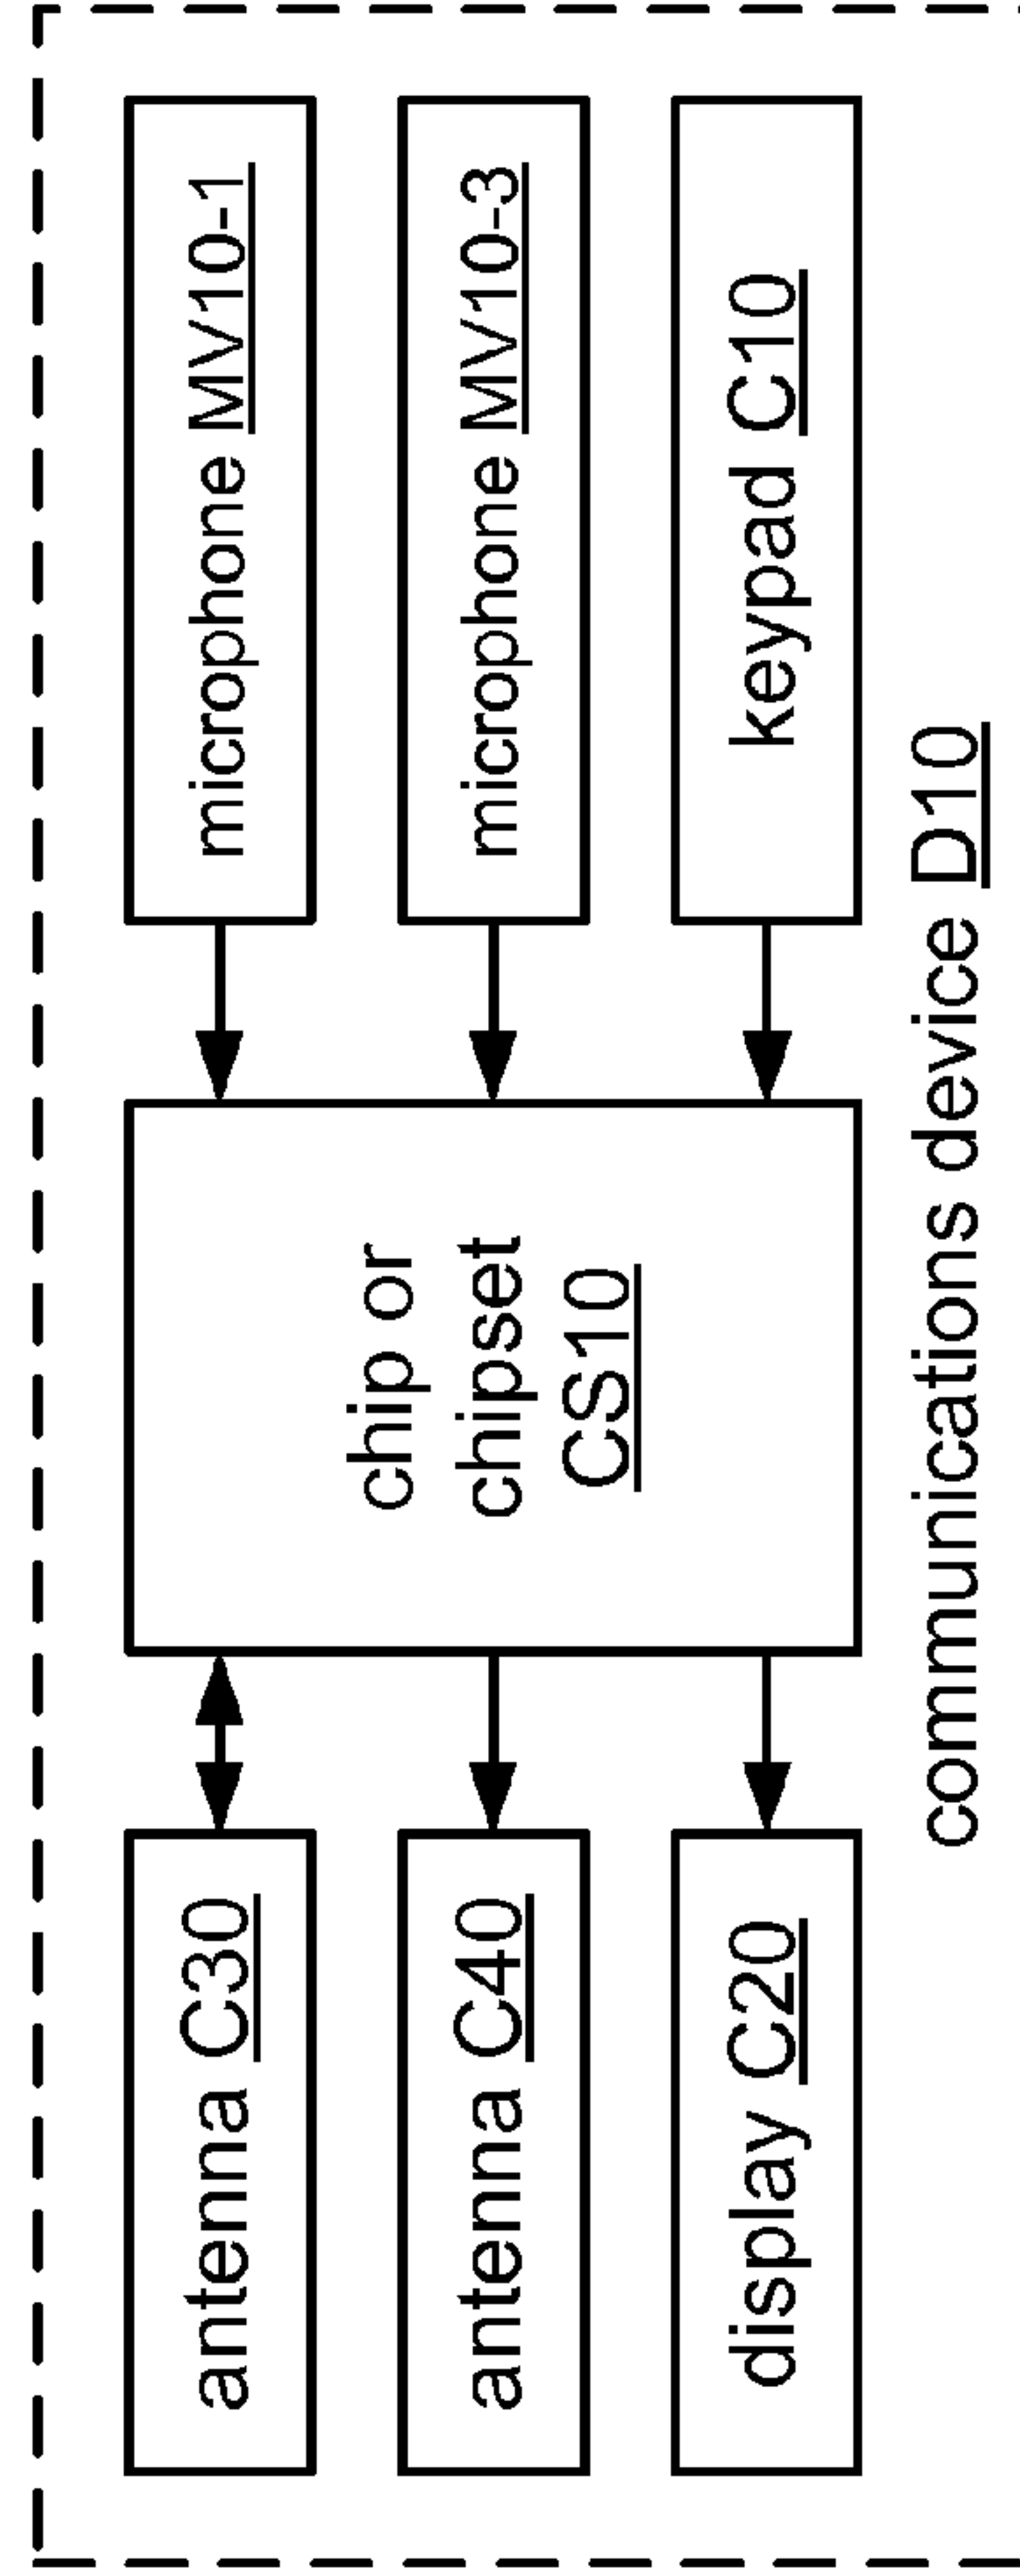 antenna C30
antenna C40
display C20
chip or
chipset
CS10
microphone MV10-1
microphone MV10-3
keypad C10
communications device D10